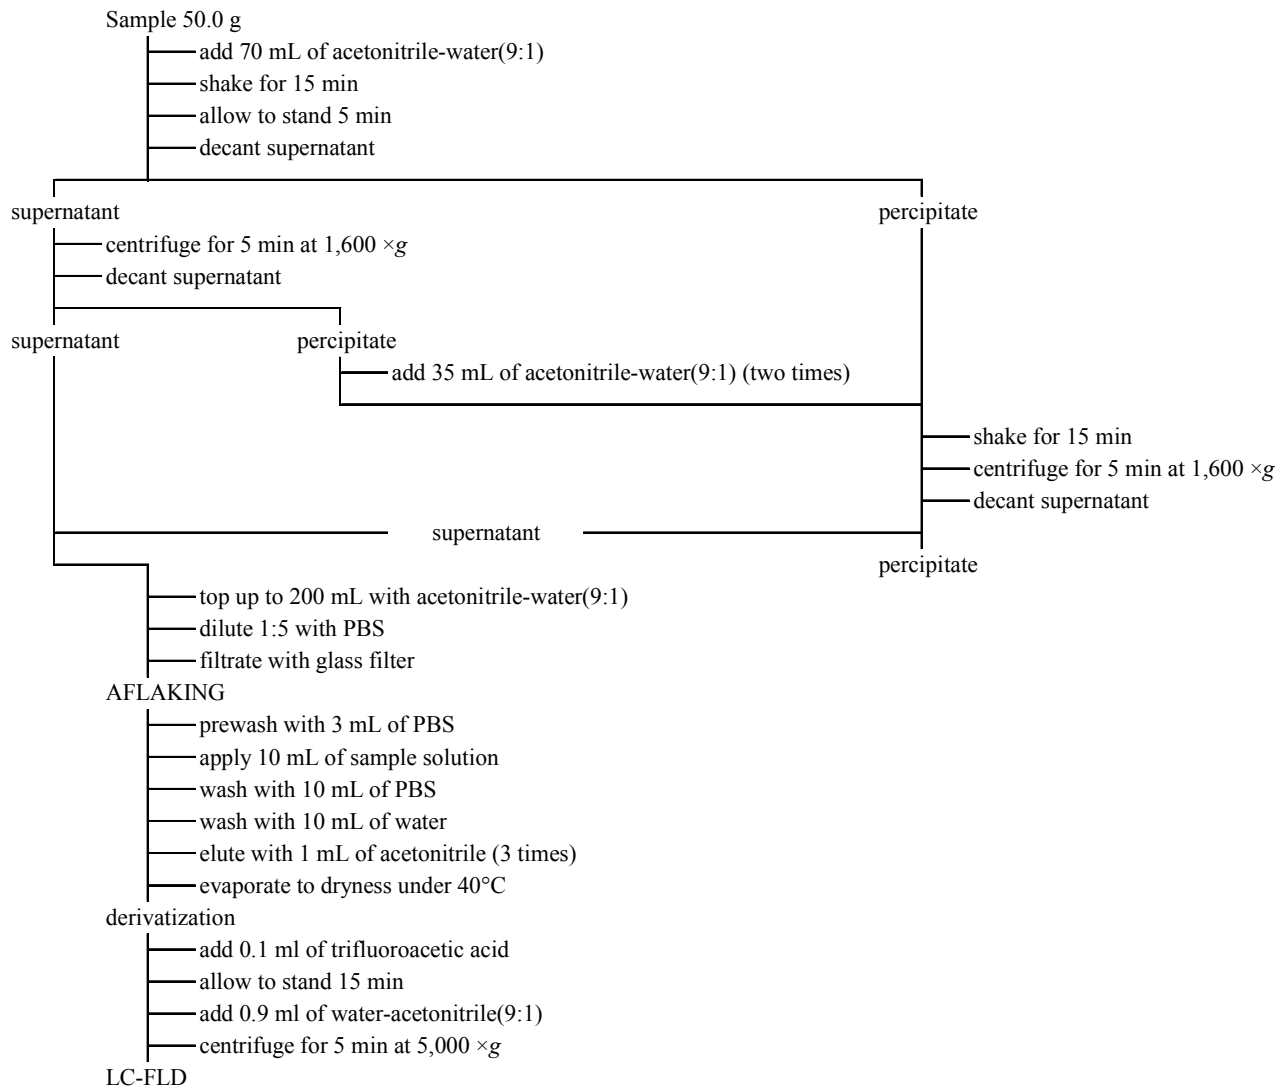 Sample 50.0 g
add 70 mL of acetonitrile-water(9:1)
shake for 15 min
allow to stand 5 min
decant supernatant
supernatant
percipitate
centrifuge for 5 min at 1,600 ×g
decant supernatant
supernatant
percipitate
add 35 mL of acetonitrile-water(9:1) (two times)
shake for 15 min
centrifuge for 5 min at 1,600 ×g
decant supernatant
supernatant
percipitate
top up to 200 mL with acetonitrile-water(9:1)
dilute 1:5 with PBS
filtrate with glass filter
AFLAKING
prewash with 3 mL of PBS
apply 10 mL of sample solution
wash with 10 mL of PBS
wash with 10 mL of water
elute with 1 mL of acetonitrile (3 times)
evaporate to dryness under 40°C
derivatization
add 0.1 ml of trifluoroacetic acid
allow to stand 15 min
add 0.9 ml of water-acetonitrile(9:1)
centrifuge for 5 min at 5,000 ×g
LC-FLD